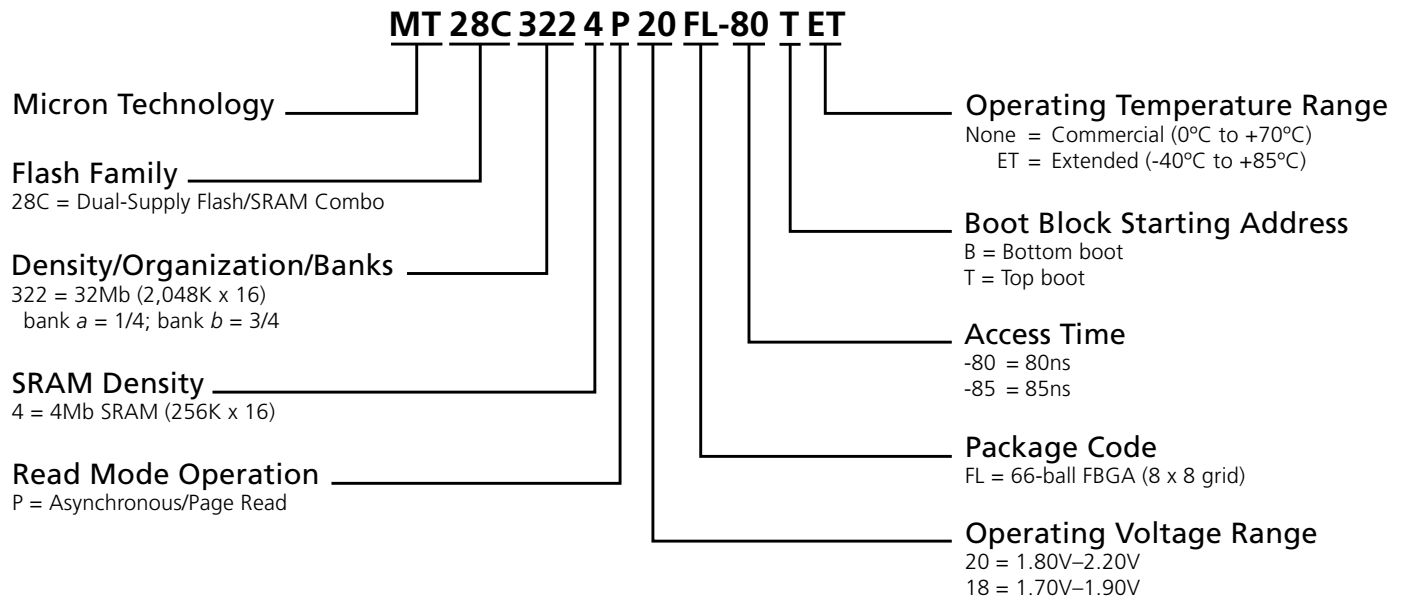 MT 28C 322 4 P 20 FL-80 T ET
Micron Technology
Flash Family
28C = Dual-Supply Flash/SRAM Combo
Density/Organization/Banks
322 = 32Mb (2,048K x 16)
bank a = 1/4; bank b = 3/4
SRAM Density
4 = 4Mb SRAM (256K x 16)
Read Mode Operation
P = Asynchronous/Page Read
Operating Temperature Range
None = Commercial (0ºC to +70ºC)
ET = Extended (-40ºC to +85ºC)
Boot Block Starting Address
B = Bottom boot
T = Top boot
Access Time
-80 = 80ns
-85 = 85ns
Package Code
FL = 66-ball FBGA (8 x 8 grid)
Operating Voltage Range
20 = 1.80V–2.20V
18 = 1.70V–1.90V